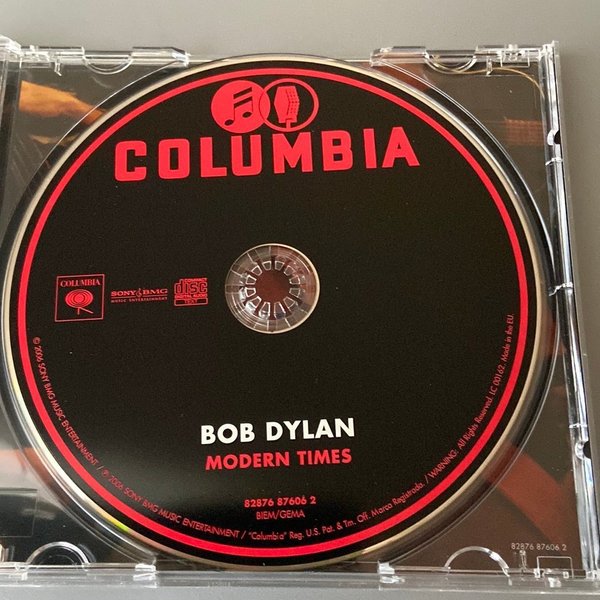 COLUMBIA
COLUMBIA
SONY BMG
MUSIC ENTERTAINMENT
COMPACT
disc
DIGITAL AUDIO
BOB DYLAN
MODERN TIMES
82876 87606 2
BIEM/GEMA
© 2006 SONY BMG MUSIC ENTERTAINMENT / ℗ 2006 SONY BMG MUSIC ENTERTAINMENT / "Columbia" Reg. U.S. Pat. & Tm. Off. Marca Registrada. / WARNING: All Rights Reserved. LC 00162. Made in the EU.
82876 87606 2